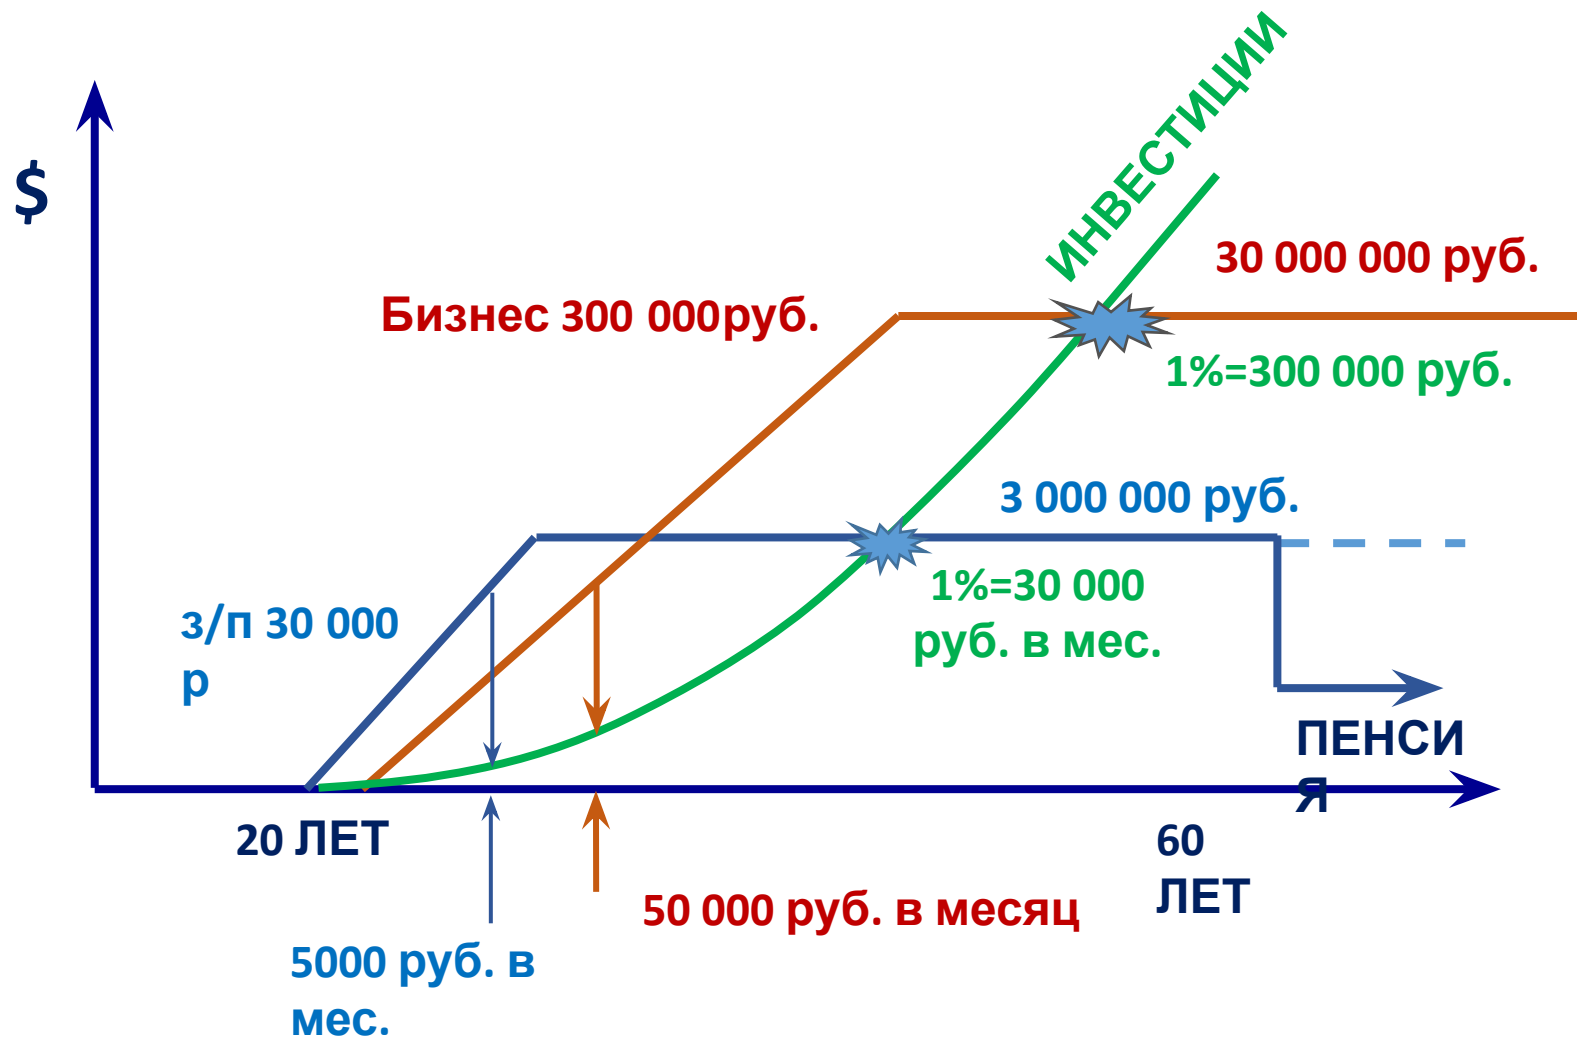 ИНВЕСТИЦИИ
$
30 000 000 руб.
Бизнес 300 000руб.
1%=300 000 руб.
3 000 000 руб.
1%=30 000
руб. в мес.
з/п 30 000
р
ПЕНСИ
Я
20 ЛЕТ
60
ЛЕТ
50 000 руб. в месяц
5000 руб. в
мес.